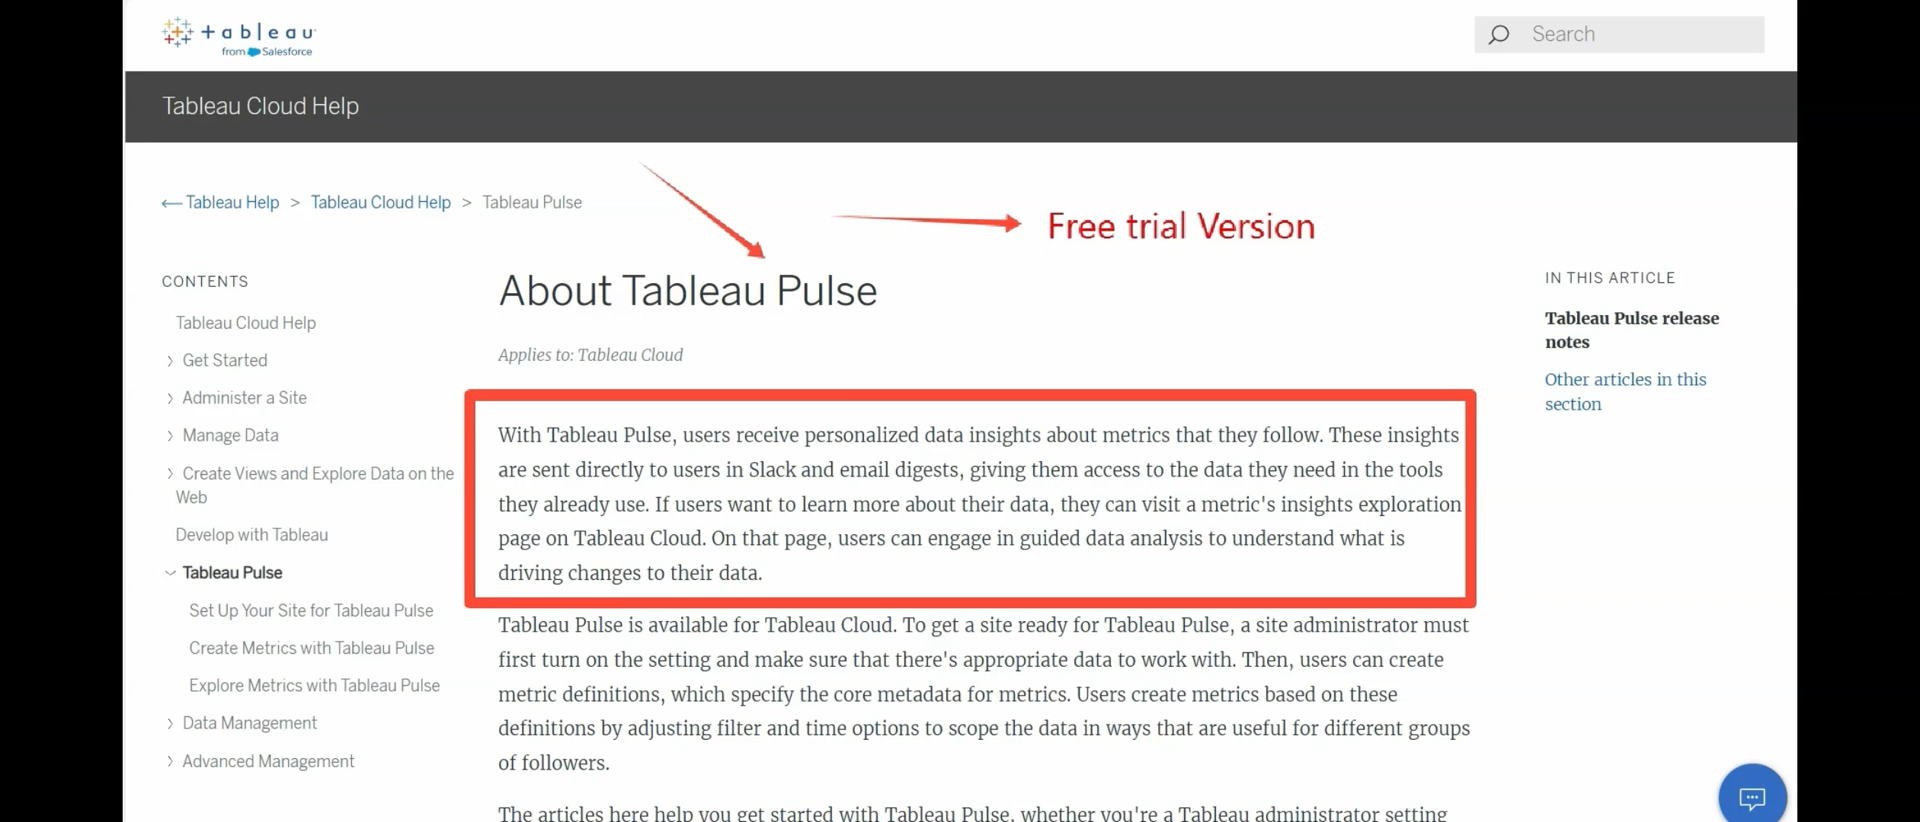 +ableau
from Salesforce
Search
Tableau Cloud Help
Tableau Help > Tableau Cloud Help > Tableau Pulse
Free trial Version
CONTENTS
Tableau Cloud Help
Get Started
Administer a Site
Manage Data
Create Views and Explore Data on the
Web
Develop with Tableau
Tableau Pulse
Set Up Your Site for Tableau Pulse
Create Metrics with Tableau Pulse
Explore Metrics with Tableau Pulse
Data Management
Advanced Management
About Tableau Pulse
Applies to: Tableau Cloud
With Tableau Pulse, users receive personalized data insights about metrics that they follow. These insights
are sent directly to users in Slack and email digests, giving them access to the data they need in the tools
they already use. If users want to learn more about their data, they can visit a metric's insights exploration
page on Tableau Cloud. On that page, users can engage in guided data analysis to understand what is
driving changes to their data.
Tableau Pulse is available for Tableau Cloud. To get a site ready for Tableau Pulse, a site administrator must
first turn on the setting and make sure that there's appropriate data to work with. Then, users can create
metric definitions, which specify the core metadata for metrics. Users create metrics based on these
definitions by adjusting filter and time options to scope the data in ways that are useful for different groups
of followers.
The articles here help you get started with Tableau Pulse, whether you're a Tableau administrator setting
IN THIS ARTICLE
Tableau Pulse release
notes
Other articles in this
section